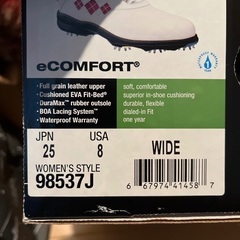 eCOMFORT®
• Full grain leather upper soft, comfortable
• Cushioned EVA Fit-Bed® superior in-shoe cushioning
• DuraMax™ rubber outsole durable, flexible
• BOA Lacing System™ dialed-in Fit
• Waterproof Warranty one year
JPN USA
25 8 WIDE
WOMEN'S STYLE
98537J
6 67974 41458 7